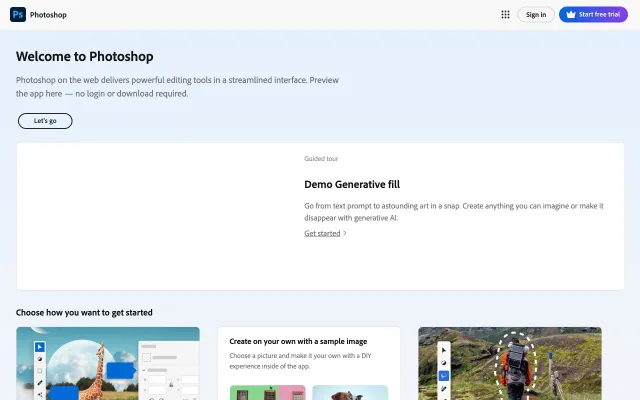 Ps Photoshop
Sign in
Start free trial
Welcome to Photoshop
Photoshop on the web delivers powerful editing tools in a streamlined interface. Preview
the app here — no login or download required.
Let's go
Guided tour
Demo Generative fill
Go from text prompt to astounding art in a snap. Create anything you can imagine or make it
disappear with generative AI.
Get started
Choose how you want to get started
Create on your own with a sample image
Choose a picture and make it your own with a DIY
experience inside of the app.